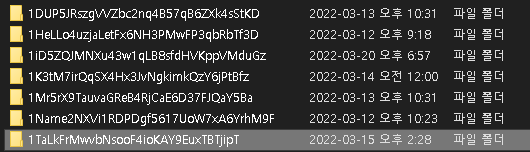 1DUP5JRszgVVZbc2nq4B57qB6ZXk4sStKD 2022-03-13 오후 10:31 파일 폴더
1HeLLo4uzjaLetFx6NH3PMwFP3qbRbTf3D 2022-03-12 오후 9:18 파일 폴더
1iD5ZQJMNXu43w1qLB8sfdHVKppVMduGz 2022-03-20 오후 6:57 파일 폴더
1K3tM7irQqSX4Hx3JvNgkimkQzY6jPtBfz 2022-03-14 오전 12:00 파일 폴더
1Mr5rX9TauvaGReB4RjCaE6D37FJQaY5Ba 2022-03-13 오후 10:31 파일 폴더
1Name2NXVi1RDPDgf5617UoW7xA6YrhM9F 2022-03-12 오후 10:23 파일 폴더
1TaLkFrMwvbNsooF4ioKAY9EuxTBTjipT 2022-03-15 오후 2:28 파일 폴더